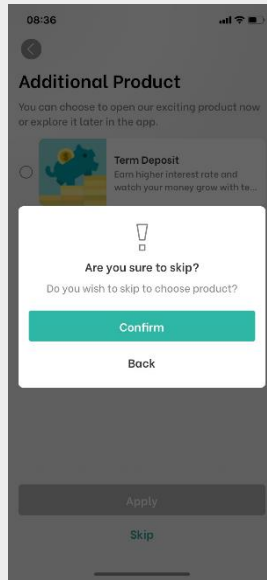 08:36
Additional Product
You can choose to open our exciting product now
or explore it later in the app.
Term Deposit
Earn higher interest rate and
watch your money grow with te...
Are you sure to skip?
Do you wish to skip to choose product?
Confirm
Back
Apply
Skip